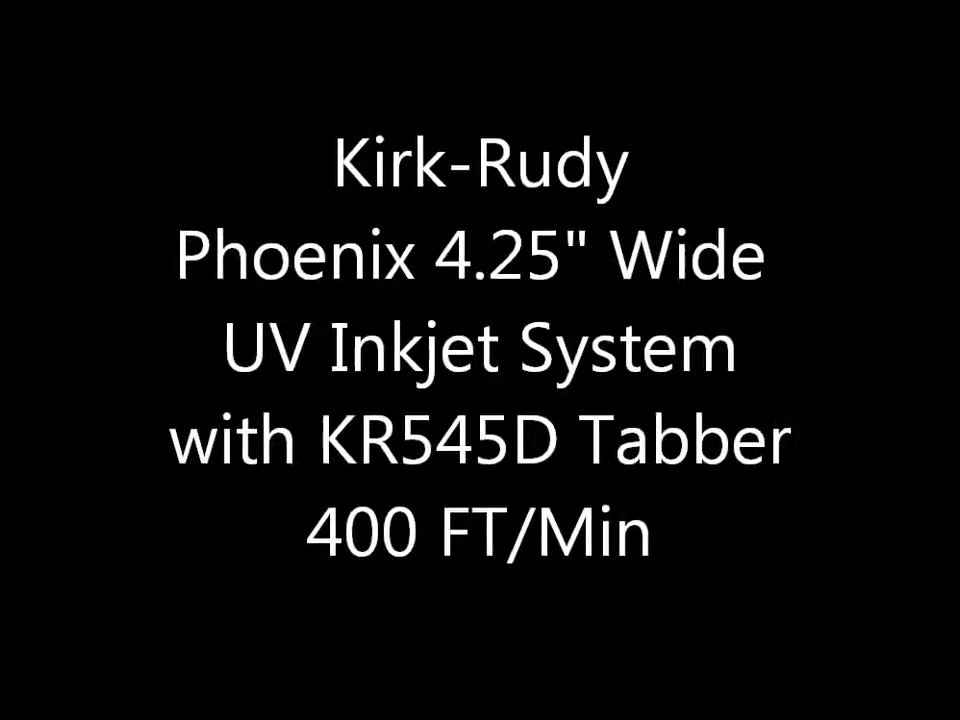 Kirk-Rudy
Phoenix 4.25" Wide
UV Inkjet System
with KR545D Tabber
400 FT/Min